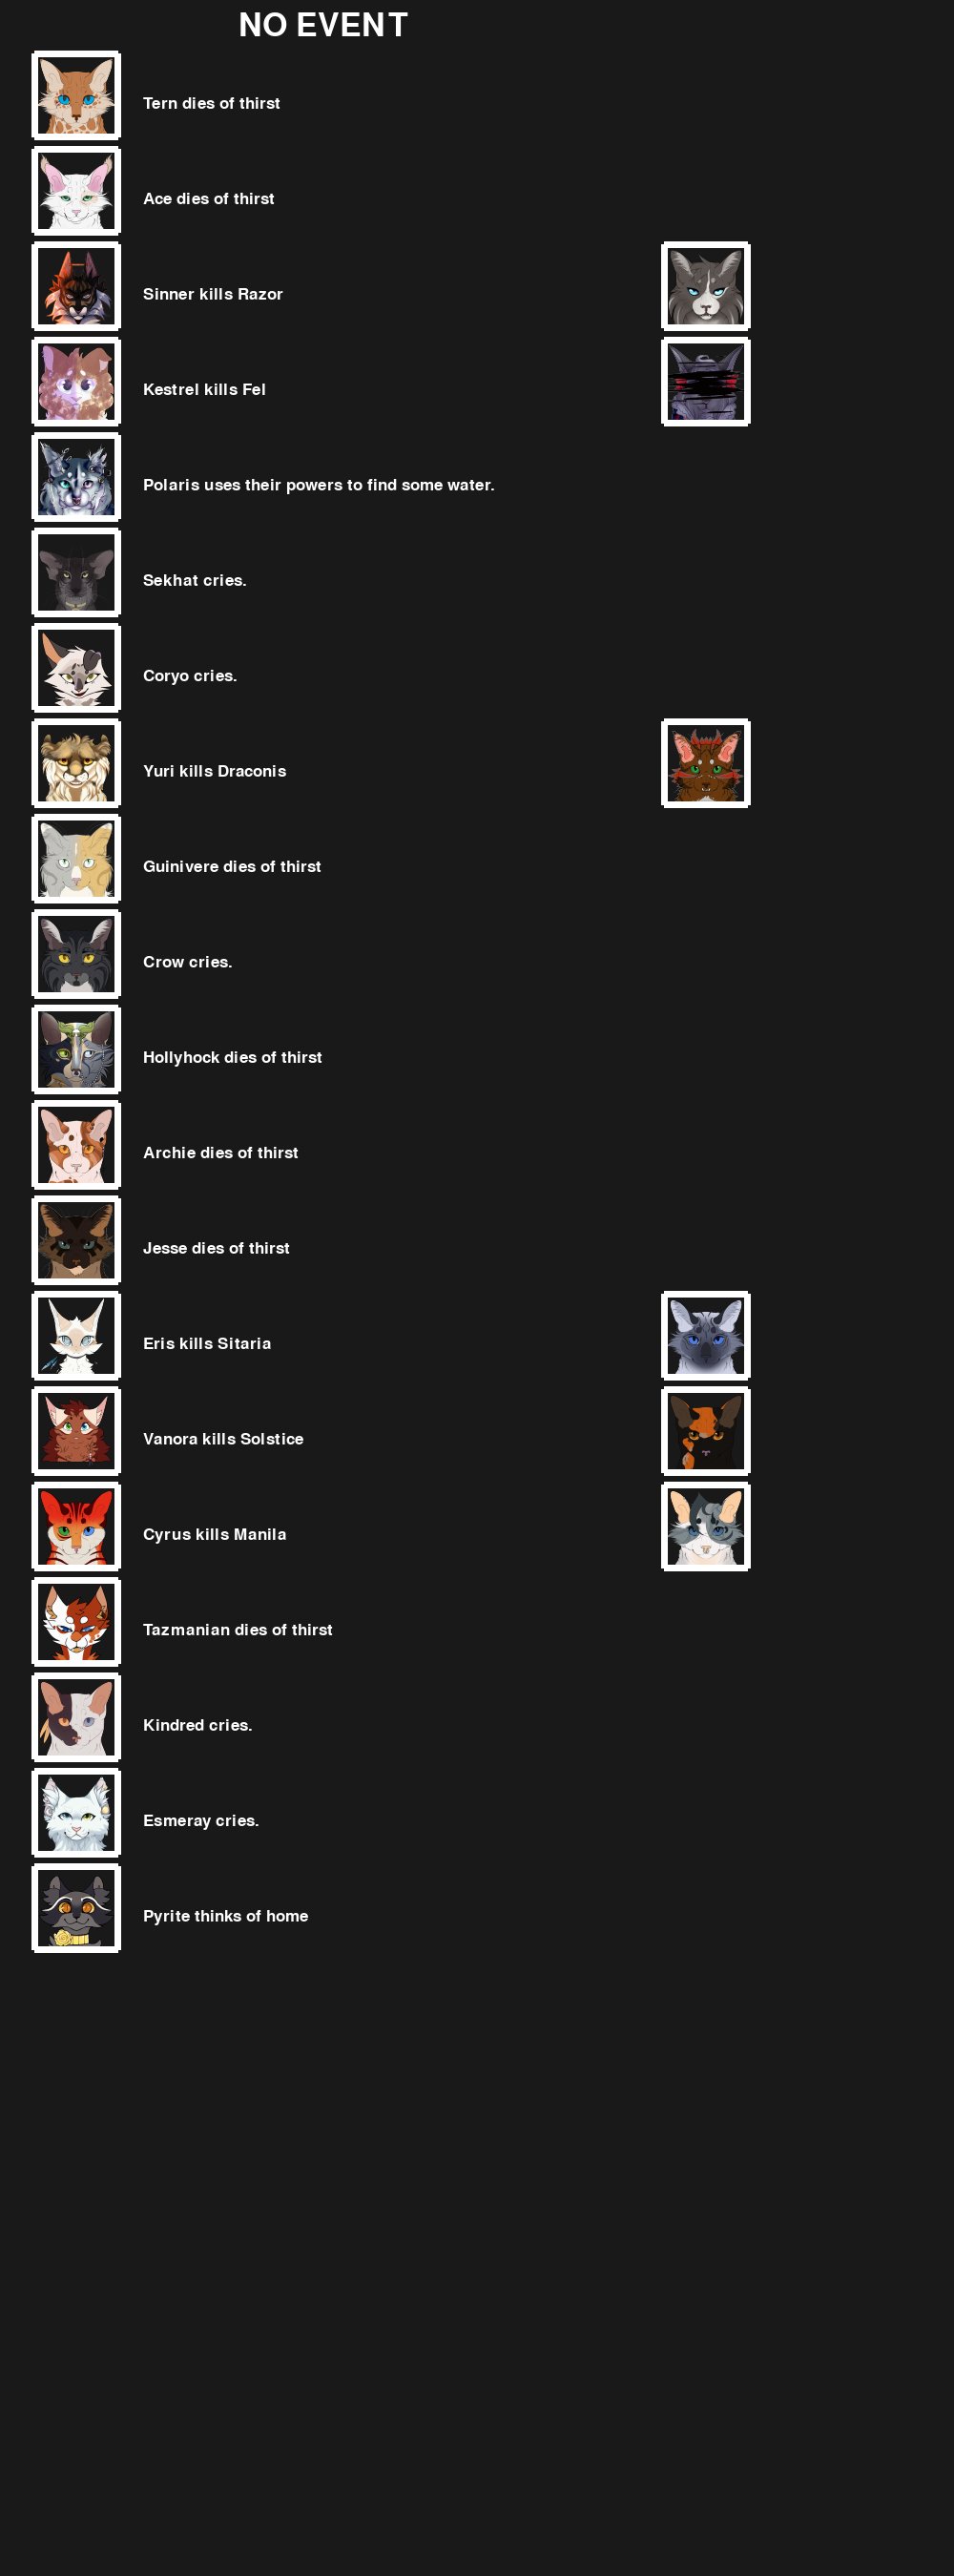 NO EVENT
Tern dies of thirst
Ace dies of thirst
Sinner kills Razor
Kestrel kills Fel
Polaris uses their powers to find some water.
Sekhat cries.
Coryo cries.
Yuri kills Draconis
Guinivere dies of thirst
Crow cries.
Hollyhock dies of thirst
Archie dies of thirst
Jesse dies of thirst
Eris kills Sitaria
Vanora kills Solstice
Cyrus kills Manila
Tazmanian dies of thirst
Kindred cries.
Esmeray cries.
Pyrite thinks of home